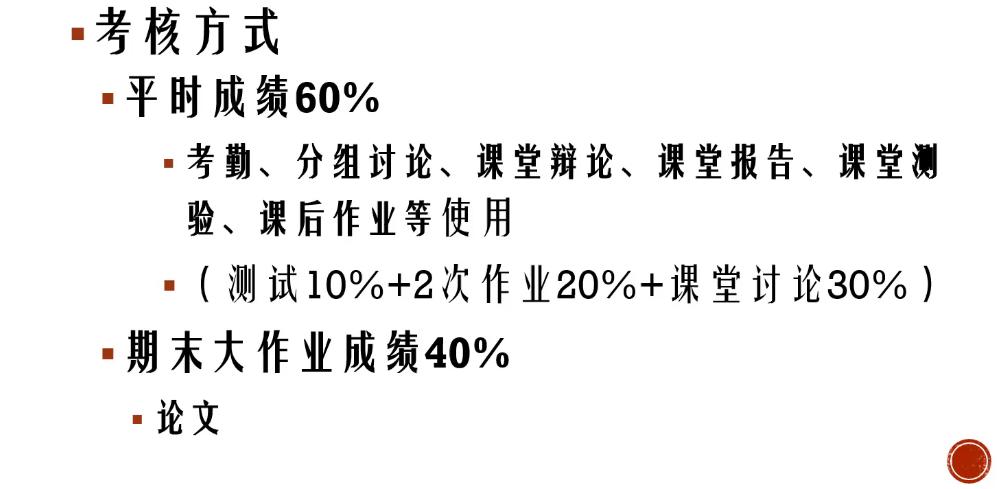 考核方式
平时成绩60%
考勤、分组讨论、课堂辩论、课堂报告、课堂测
验、课后作业等使用
（测试10%+2次作业20%+课堂讨论30%）
期末大作业成绩40%
论文